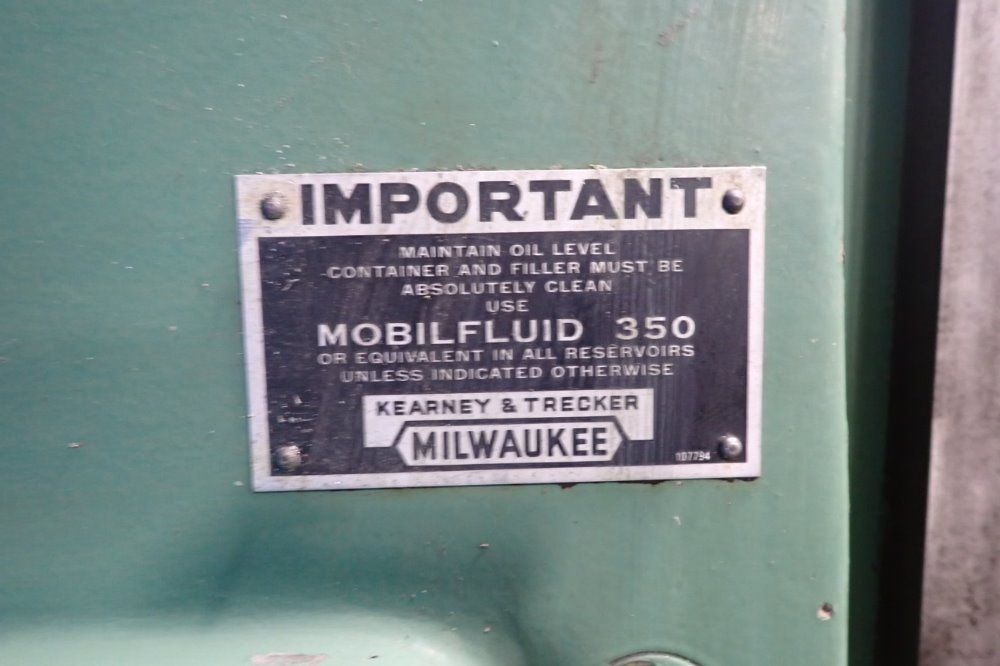 IMPORTANT
MAINTAIN OIL LEVEL
CONTAINER AND FILLER MUST BE
ABSOLUTELY CLEAN
USE
MOBILFLUID 350
OR EQUIVALENT IN ALL RESERVOIRS
UNLESS INDICATED OTHERWISE
KEARNEY & TRECKER
MILWAUKEE
107794